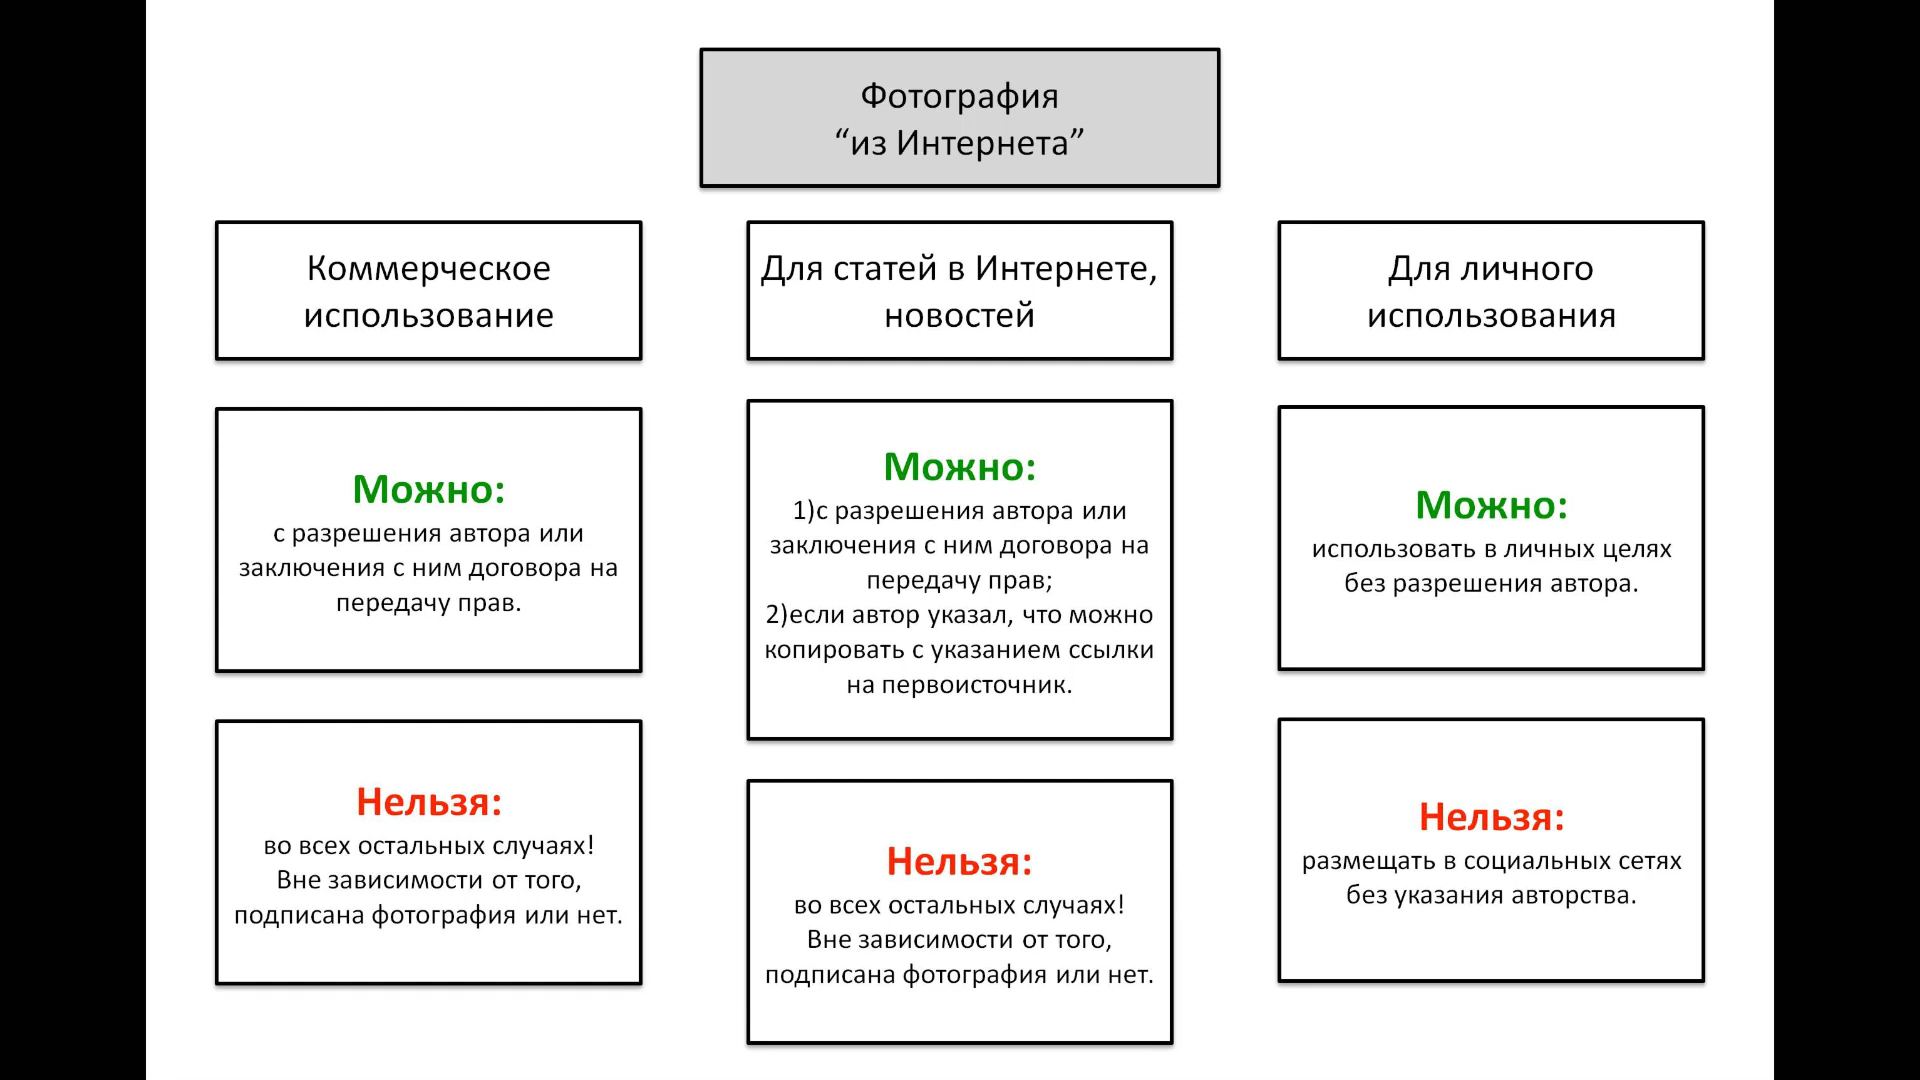 Фотография
“из Интернета”
Коммерческое
использование
Для статей в Интернете,
новостей
Для личного
использования
Можно:
с разрешения автора или
заключения с ним договора на
передачу прав.
Можно:
1)с разрешения автора или
заключения с ним договора на
передачу прав;
2)если автор указал, что можно
копировать с указанием ссылки
на первоисточник.
Можно:
использовать в личных целях
без разрешения автора.
Нельзя:
во всех остальных случаях!
Вне зависимости от того,
подписана фотография или нет.
Нельзя:
во всех остальных случаях!
Вне зависимости от того,
подписана фотография или нет.
Нельзя:
размещать в социальных сетях
без указания авторства.